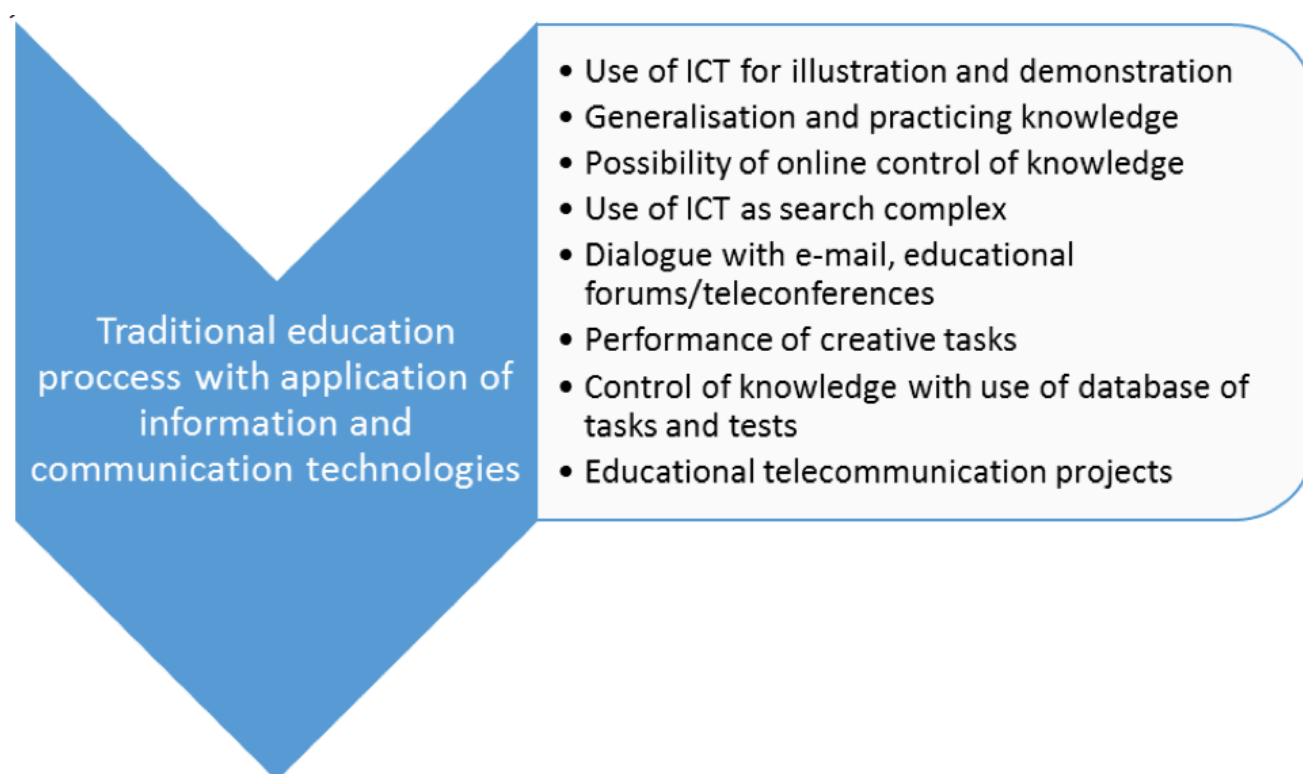 Traditional education
proccess with application of
information and
communication technologies
• Use of ICT for illustration and demonstration
• Generalisation and practicing knowledge
• Possibility of online control of knowledge
• Use of ICT as search complex
• Dialogue with e-mail, educational
forums/teleconferences
• Performance of creative tasks
• Control of knowledge with use of database of
tasks and tests
• Educational telecommunication projects